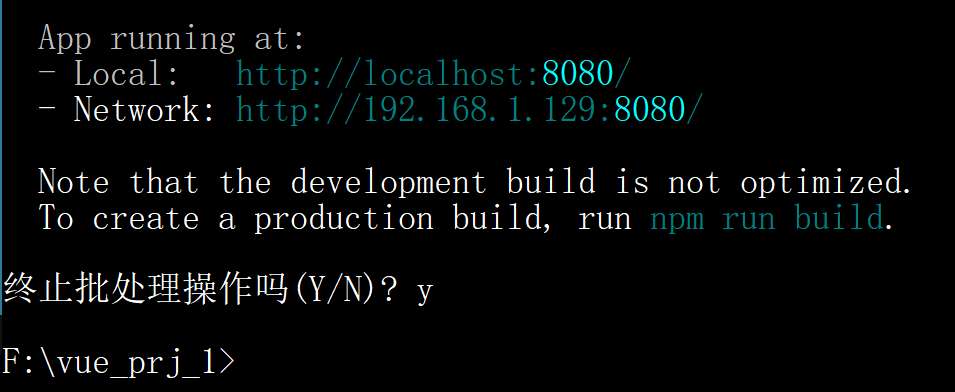 App running at:
- Local:   http://localhost:8080/
- Network: http://192.168.1.129:8080/
Note that the development build is not optimized.
To create a production build, run npm run build.
终止批处理操作吗(Y/N)? y
F:\vue_prj_1>